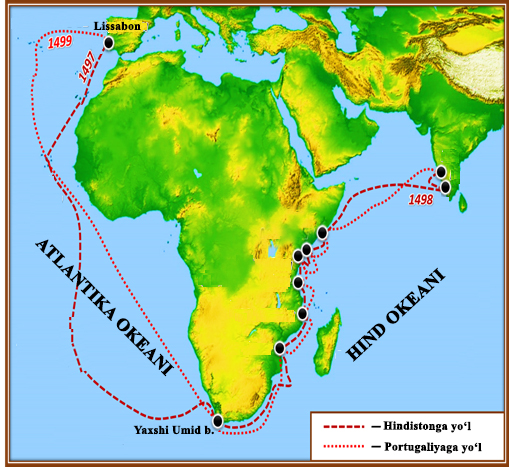 Lissabon
1499
1497
1498
ATLANTIKA OKEANI
HIND OKEANI
Yaxshi Umid b.
Hindistonga yo‘l
Portugaliyaga yo‘l